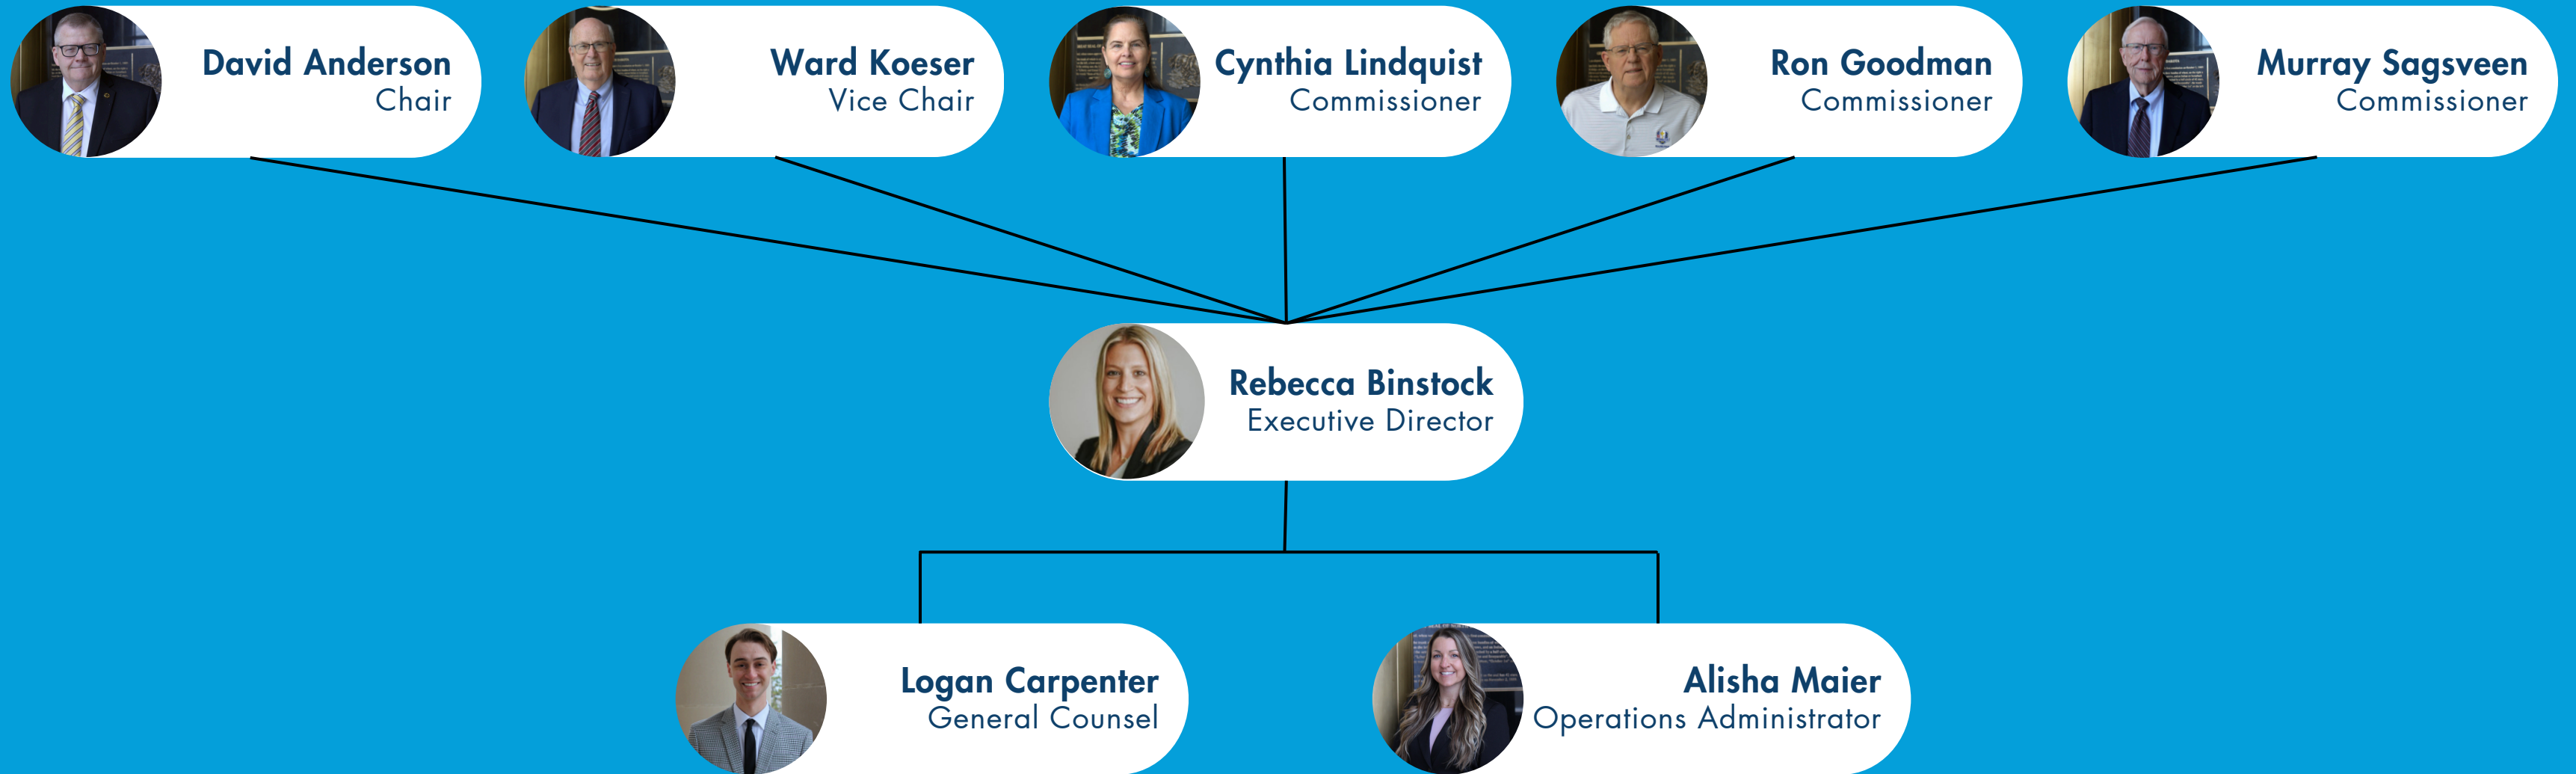 David Anderson
Chair
Ward Koeser
Vice Chair
Cynthia Lindquist
Commissioner
Ron Goodman
Commissioner
Murray Sagsveen
Commissioner
Rebecca Binstock
Executive Director
Logan Carpenter
General Counsel
Alisha Maier
Operations Administrator